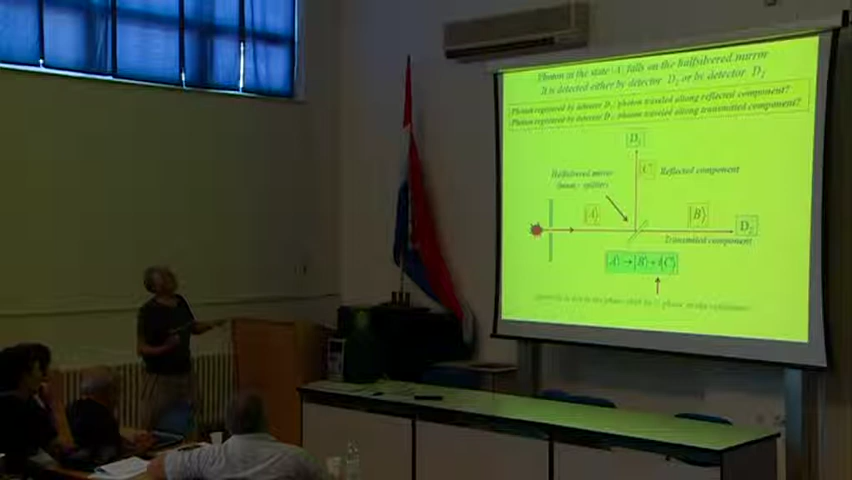 Photon in the state |A⟩ falls on the halfsilvered mirror
It is detected either by detector D₁ or by detector D₂
Photon registered by detector D₁: photon traveled along reflected component?
Photon registered by detector D₂: photon traveled along transmitted component?
D₁
|C⟩ Reflected component
Halfsilvered mirror
(beam - splitter)
|A⟩
|B⟩
D₂
Transmitted component
|A⟩→|B⟩+i|C⟩